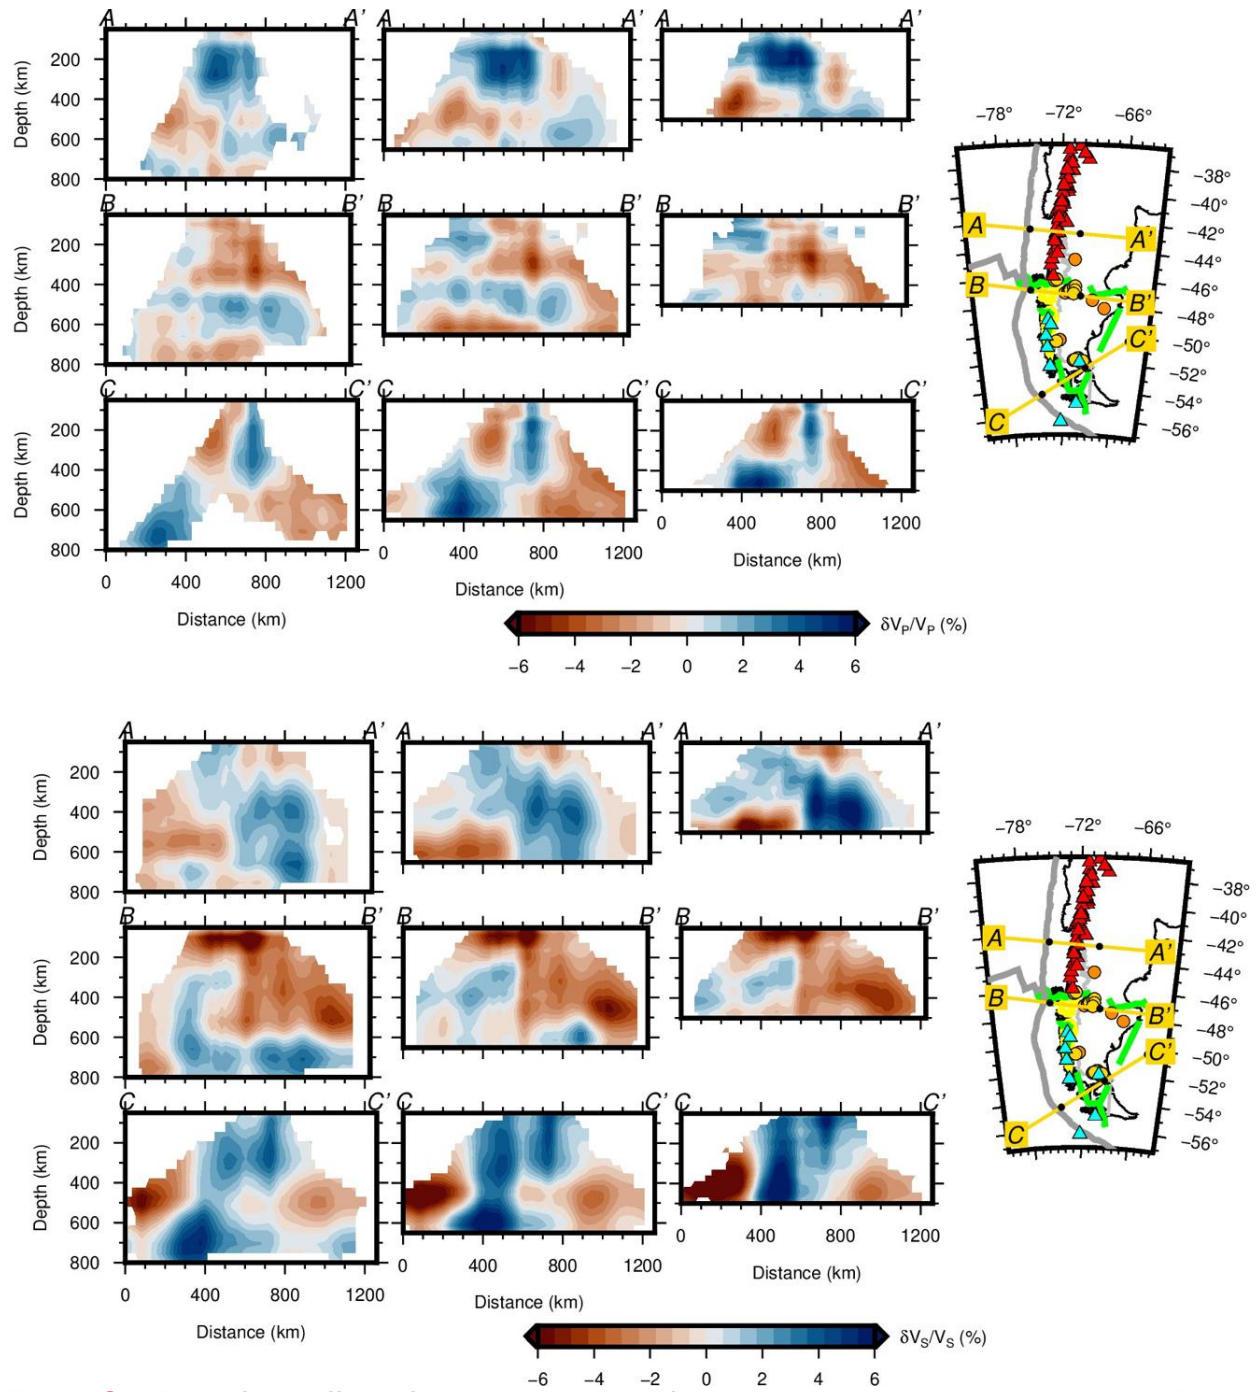 A A' A A' A A'
Depth (km) 200 400 600 800
B B' B B' B B'
Depth (km) 200 400 600 800
C C' C C' C C'
Depth (km) 200 400 600 800
0 400 800 1200
Distance (km)
0 400 800 1200
Distance (km)
0 400 800 1200
Distance (km)
−78° −72° −66°
−38°
−40°
A A' −42°
−44°
B B' −46°
−48°
C' −50°
−52°
C −54°
−56°
δVP/VP (%)
−6 −4 −2 0 2 4 6
A A' A A' A A'
Depth (km) 200 400 600 800
B B' B B' B B'
Depth (km) 200 400 600 800
C C' C C' C C'
Depth (km) 200 400 600 800
0 400 800 1200
Distance (km)
0 400 800 1200
Distance (km)
0 400 800 1200
Distance (km)
−78° −72° −66°
−38°
−40°
A A' −42°
−44°
B B' −46°
−48°
C' −50°
−52°
C −54°
−56°
δVS/VS (%)
−6 −4 −2 0 2 4 6